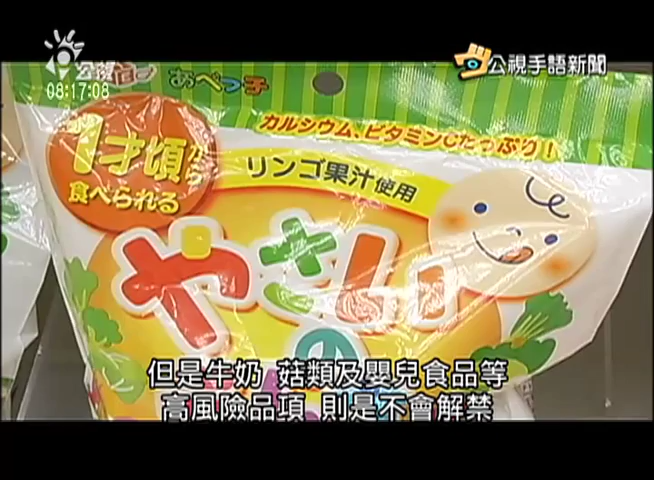 公視
公視手語新聞
08:17:08
おべっ子
カルシウム、ビタミンCたっぷり!
1才頃から
食べられる
リンゴ果汁使用
やさい
の
但是牛奶 菇類及嬰兒食品等
高風險品項 則是不會解禁